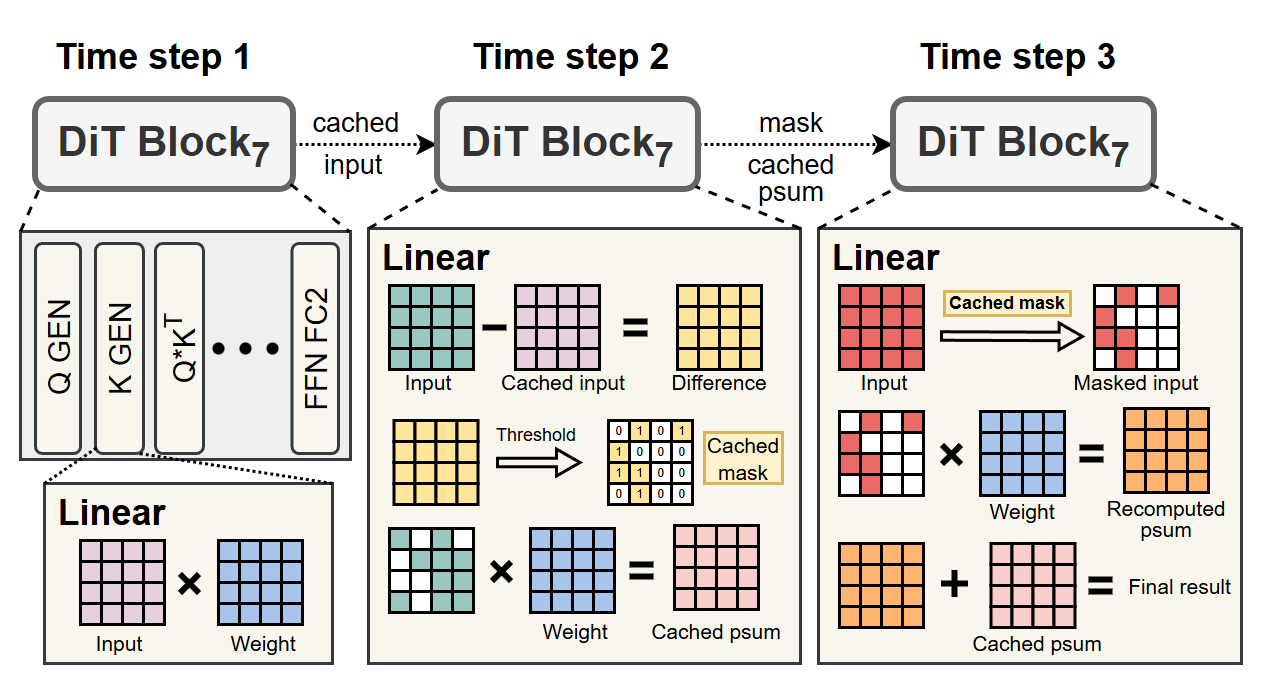 Time step 1
Time step 2
Time step 3
DiT Block7
cached
input
DiT Block7
mask
cached
psum
DiT Block7
Q GEN
K GEN
Q*K^T
FFN FC2
Linear
Input
Weight
Linear
Input
Cached input
Difference
Threshold
0 1 0 1
1 0 0 0
1 1 0 0
0 1 0 0
Cached
mask
Weight
Cached psum
Linear
Input
Cached mask
Masked input
Weight
Recomputed
psum
Cached psum
Final result